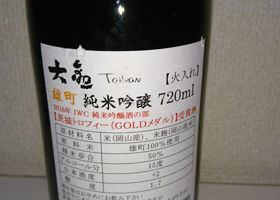 大盃 Taihai 【火入れ】
雄町 純米吟醸 720ml
2016年 IWC 純米吟醸酒の部
【茨城トロフィー(GOLDメダル)】受賞酒
原材料名 米(岡山産)、米麹(岡山産米)
原料米 雄町100%使用
精米歩合 50%
アルコール分 15度
日本酒度 +2
酸度 1.7